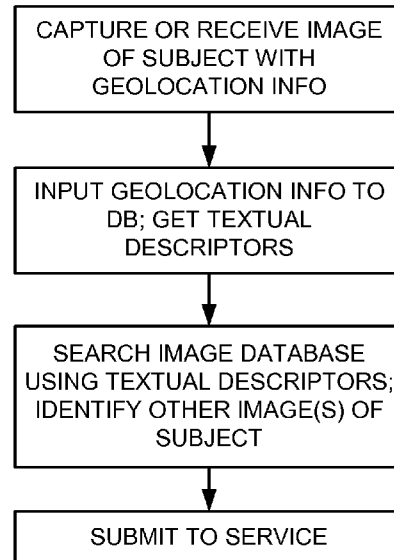 CAPTURE OR RECEIVE IMAGE
OF SUBJECT WITH
GEOLOCATION INFO
INPUT GEOLOCATION INFO TO
DB; GET TEXTUAL
DESCRIPTORS
SEARCH IMAGE DATABASE
USING TEXTUAL DESCRIPTORS;
IDENTIFY OTHER IMAGE(S) OF
SUBJECT
SUBMIT TO SERVICE